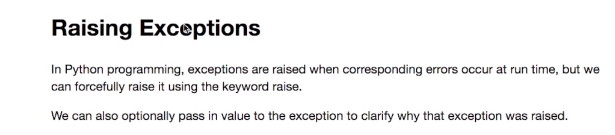 Raising Exceptions
In Python programming, exceptions are raised when corresponding errors occur at run time, but we
can forcefully raise it using the keyword raise.
We can also optionally pass in value to the exception to clarify why that exception was raised.